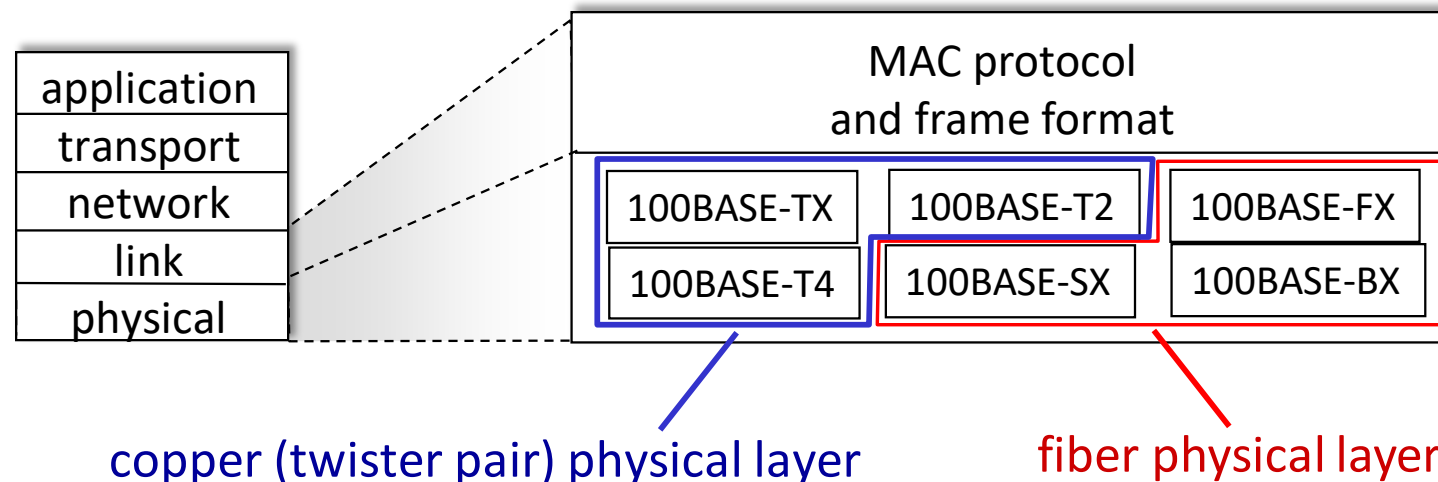 application
transport
network
link
physical
MAC protocol
and frame format
100BASE-TX
100BASE-T2
100BASE-FX
100BASE-T4
100BASE-SX
100BASE-BX
copper (twister pair) physical layer
fiber physical layer